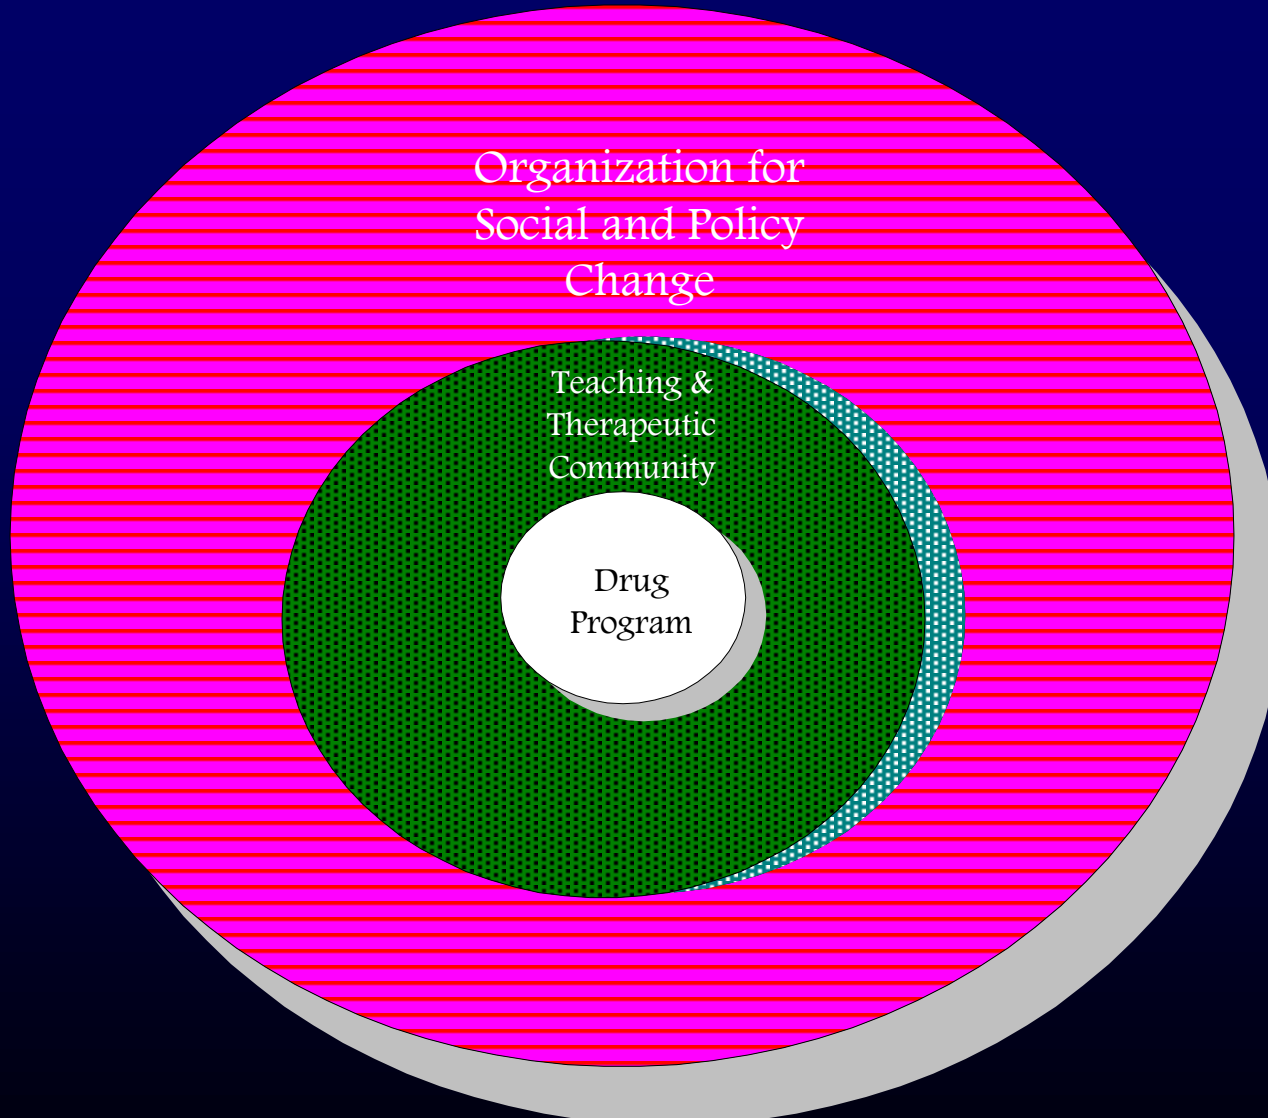 Organization for
Social and Policy
Change
Teaching &
Therapeutic
Community
Drug
Program